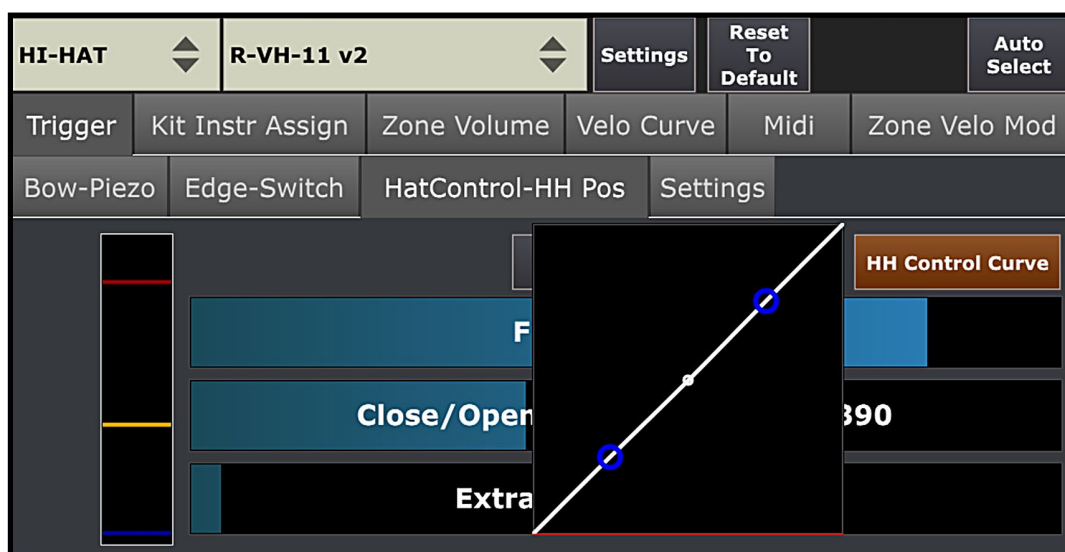 HI-HAT R-VH-11 v2 Settings Reset To Default Auto Select
Trigger Kit Instr Assign Zone Volume Velo Curve Midi Zone Velo Mod
Bow-Piezo Edge-Switch HatControl-HH Pos Settings
HH Control Curve
F
Close/Open 390
Extra